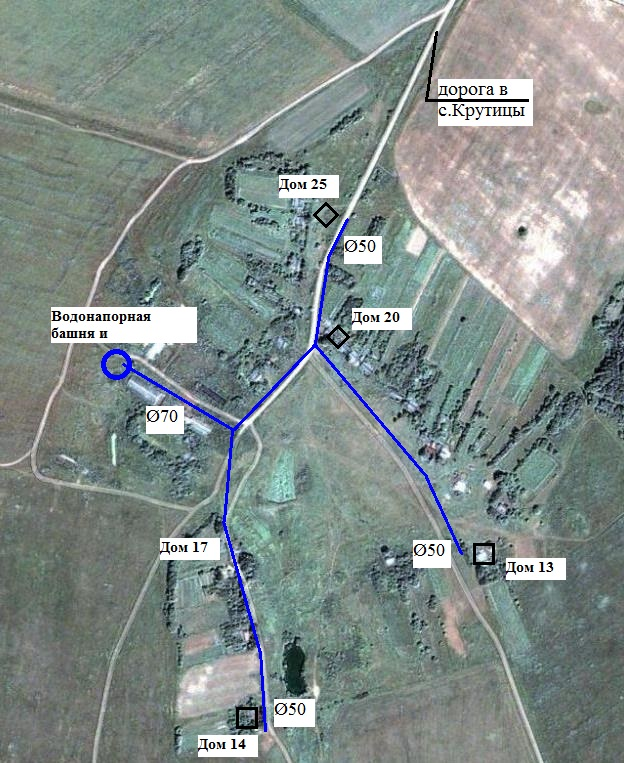 дорога в
с.Крутицы
Дом 25
Ø50
Водонапорная
башня и
Дом 20
Ø70
Дом 17
Ø50
Дом 13
Ø50
Дом 14